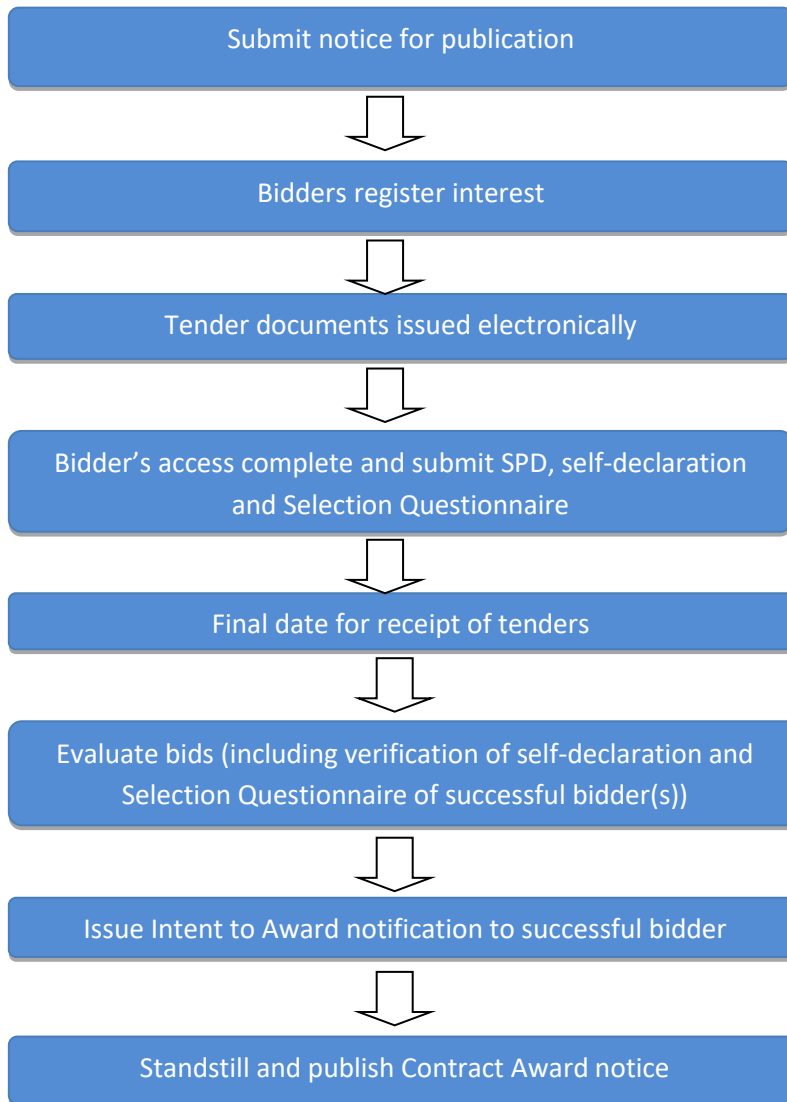 Submit notice for publication
Bidders register interest
Tender documents issued electronically
Bidder’s access complete and submit SPD, self-declaration
and Selection Questionnaire
Final date for receipt of tenders
Evaluate bids (including verification of self-declaration and
Selection Questionnaire of successful bidder(s))
Issue Intent to Award notification to successful bidder
Standstill and publish Contract Award notice